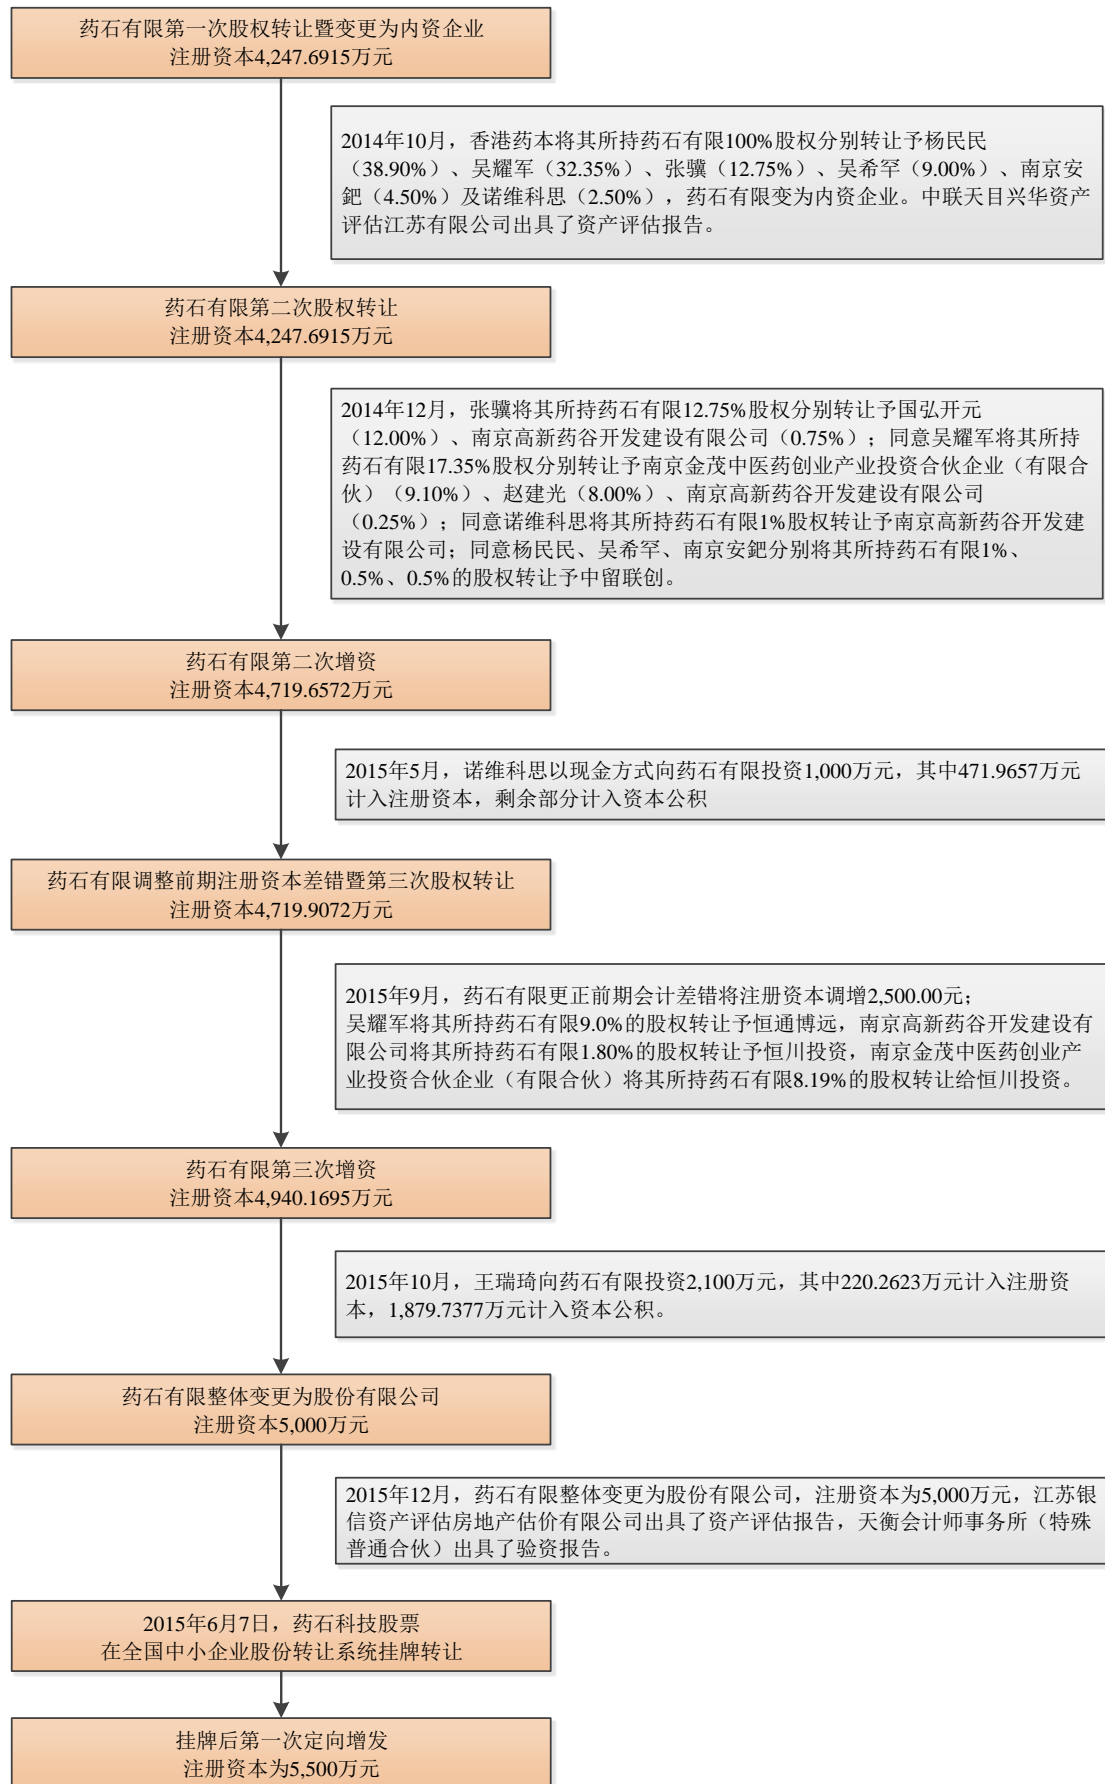 药石有限第一次股权转让暨变更为内资企业
注册资本4,247.6915万元
2014年10月，香港药本将其所持药石有限100%股权分别转让予杨民民
（38.90%）、吴耀军（32.35%）、张骥（12.75%）、吴希罕（9.00%）、南京安
鈀（4.50%）及诺维科思（2.50%），药石有限变为内资企业。中联天目兴华资产
评估江苏有限公司出具了资产评估报告。
药石有限第二次股权转让
注册资本4,247.6915万元
2014年12月，张骥将其所持药石有限12.75%股权分别转让予国弘开元
（12.00%）、南京高新药谷开发建设有限公司（0.75%）；同意吴耀军将其所持
药石有限17.35%股权分别转让予南京金茂中医药创业产业投资合伙企业（有限合
伙）（9.10%）、赵建光（8.00%）、南京高新药谷开发建设有限公司
（0.25%）；同意诺维科思将其所持药石有限1%股权转让予南京高新药谷开发建
设有限公司；同意杨民民、吴希罕、南京安鈀分别将其所持药石有限1%、
0.5%、0.5%的股权转让予中留联创。
药石有限第二次增资
注册资本4,719.6572万元
2015年5月，诺维科思以现金方式向药石有限投资1,000万元，其中471.9657万元
计入注册资本，剩余部分计入资本公积
药石有限调整前期注册资本差错暨第三次股权转让
注册资本4,719.9072万元
2015年9月，药石有限更正前期会计差错将注册资本调增2,500.00元；
吴耀军将其所持药石有限9.0%的股权转让予恒通博远，南京高新药谷开发建设有
限公司将其所持药石有限1.80%的股权转让予恒川投资，南京金茂中医药创业产
业投资合伙企业（有限合伙）将其所持药石有限8.19%的股权转让给恒川投资。
药石有限第三次增资
注册资本4,940.1695万元
2015年10月，王瑞琦向药石有限投资2,100万元，其中220.2623万元计入注册资
本，1,879.7377万元计入资本公积。
药石有限整体变更为股份有限公司
注册资本5,000万元
2015年12月，药石有限整体变更为股份有限公司，注册资本为5,000万元，江苏银
信资产评估房地产估价有限公司出具了资产评估报告，天衡会计师事务所（特殊
普通合伙）出具了验资报告。
2015年6月7日，药石科技股票
在全国中小企业股份转让系统挂牌转让
挂牌后第一次定向增发
注册资本为5,500万元